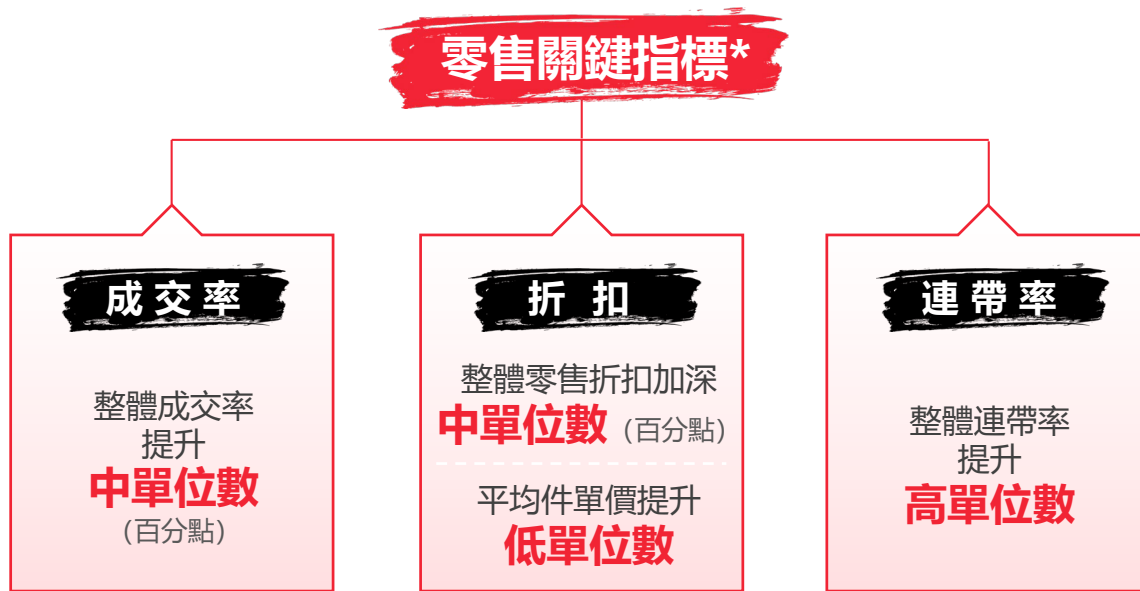 零售關鍵指標*
成交率
整體成交率
提升
中單位數
（百分點）
折扣
整體零售折扣加深
中單位數（百分點）
平均件單價提升
低單位數
連帶率
整體連帶率
提升
高單位數